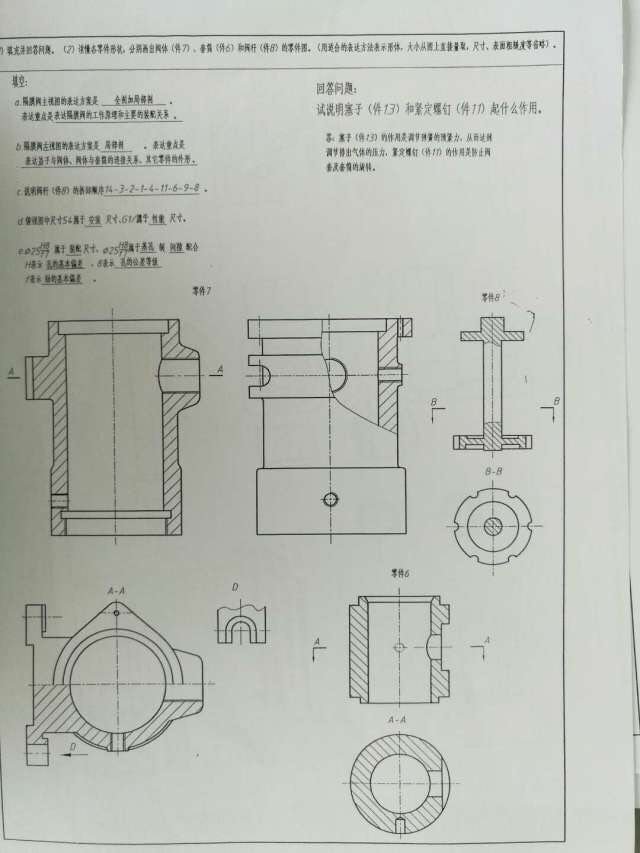 填充并回答问题。(2) 读懂各零件形状，分别画出阀体（件7）、套筒（件6）和阀杆（件8）的零件图。（用适合的表达方法表示形体，大小从图上直接量取，尺寸、表面粗糙度等省略）。
填空:
a.隔膜阀主视图的表达方案是 全剖加局部剖 。
表达重点是表达隔膜阀的工作原理和主要的装配关系 。
b.隔膜阀左视图的表达方案是 局部剖 。表达重点是
表达盖子与阀体、阀体与套筒的连接关系、其它零件的外形。
c.说明阀杆（件8）的拆卸顺序14-3-2-1-4-11-6-9-8 。
d.俯视图中尺寸54属于 安装 尺寸、G1/ 属于 性能 尺寸。
e.ø25H8/f7 属于 装配 尺寸、ø25H8/f7属于基孔 制 间隙 配合
H表示 孔的基本偏差 、8表示 孔的公差等级
f表示 轴的基本偏差 。
回答问题:
试说明塞子（件13）和紧定螺钉（件11）起什么作用。
答：塞子（件13）的作用是调节弹簧的预紧力，从而达到
调节排出气体的压力，紧定螺钉（件11）的作用是防止阀
套及套筒的旋转。
零件7
零件8
A
A
B
B
B-B
A-A
D
零件6
A
A
D
A-A